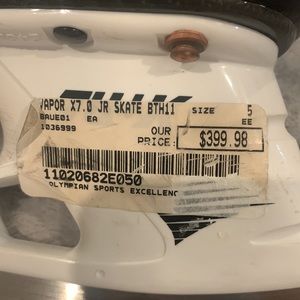 VAPOR X7.0 JR SKATE BTH11 SIZE 5
BAUE01 EA EE
1036999
OUR PRICE: $399.98
11020682E050
OLYMPIAN SPORTS EXCELLENC